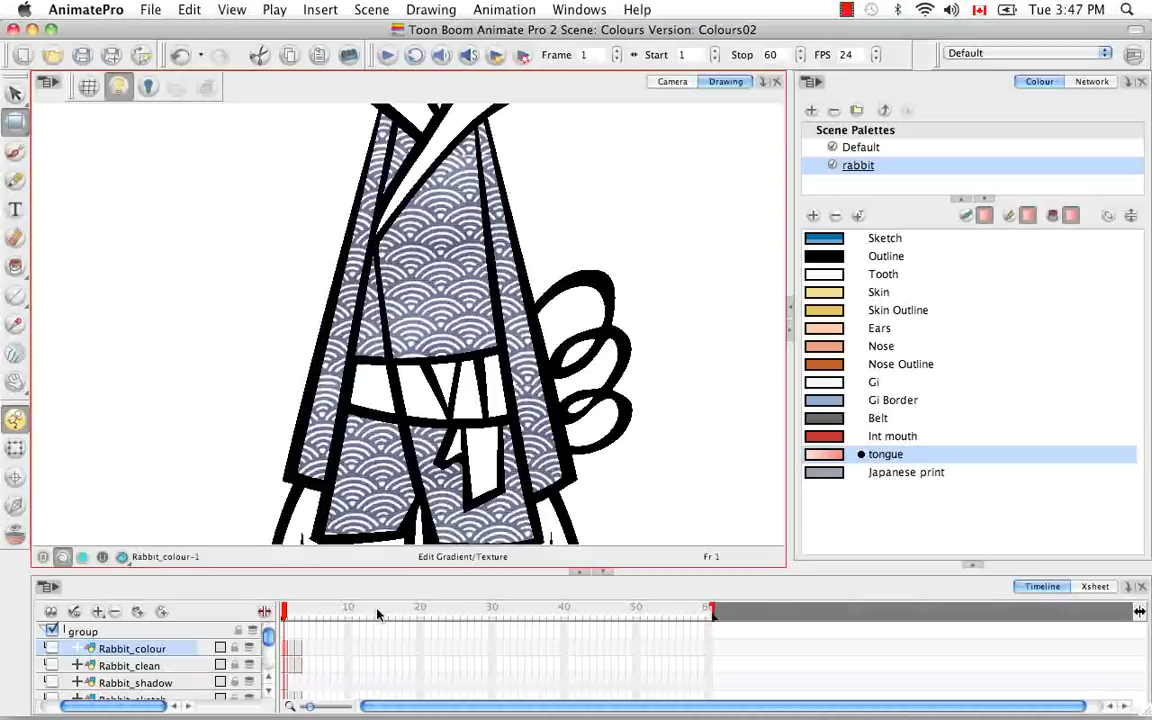 AnimatePro File Edit View Play Insert Scene Drawing Animation Windows Help Tue 3:47 PM
Toon Boom Animate Pro 2 Scene: Colours Version: Colours02
Frame 1 Start 1 Stop 60 FPS 24 Default
Camera Drawing Colour Network
Scene Palettes
Default
rabbit
Sketch
Outline
Tooth
Skin
Skin Outline
Ears
Nose
Nose Outline
Gi
Gi Border
Belt
Int mouth
tongue
Japanese print
Rabbit_colour-1 Edit Gradient/Texture Fr 1
Timeline Xsheet
10 20 30 40 50
group
Rabbit_colour
Rabbit_clean
Rabbit_shadow